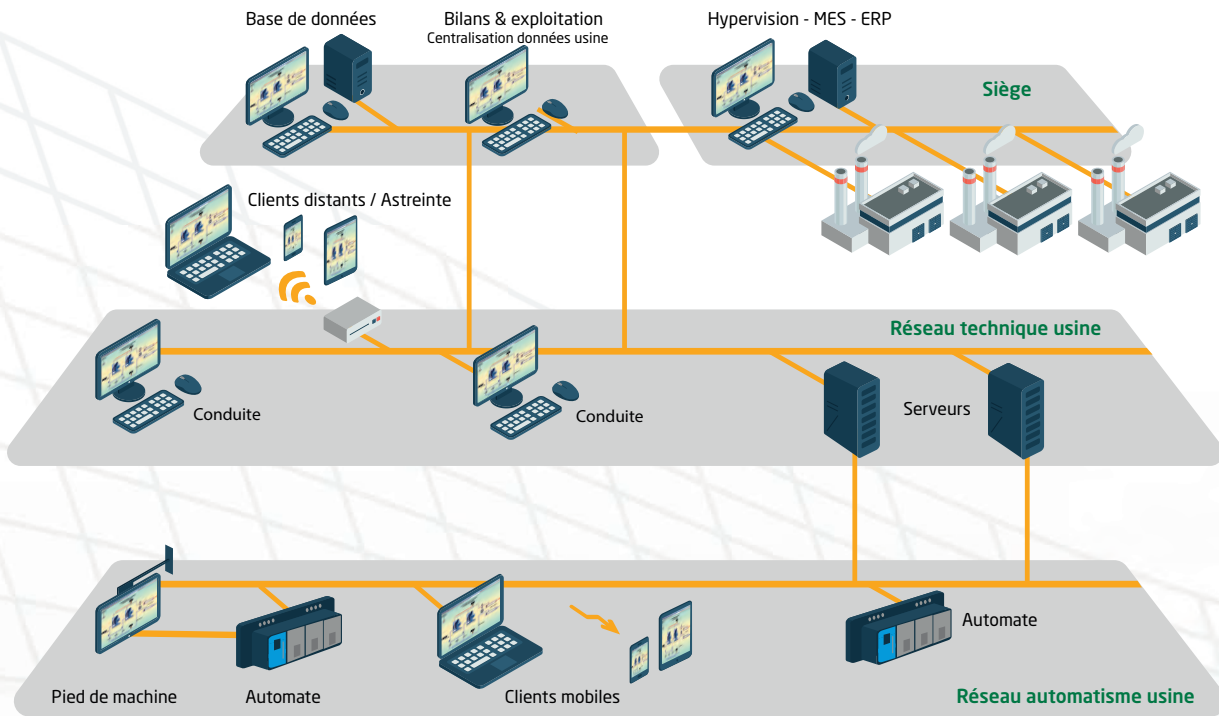 Base de données
Bilans & exploitation
Centralisation données usine
Hypervision - MES - ERP
Siège
Clients distants / Astreinte
Réseau technique usine
Conduite
Conduite
Serveurs
Automate
Pied de machine
Automate
Clients mobiles
Réseau automatisme usine